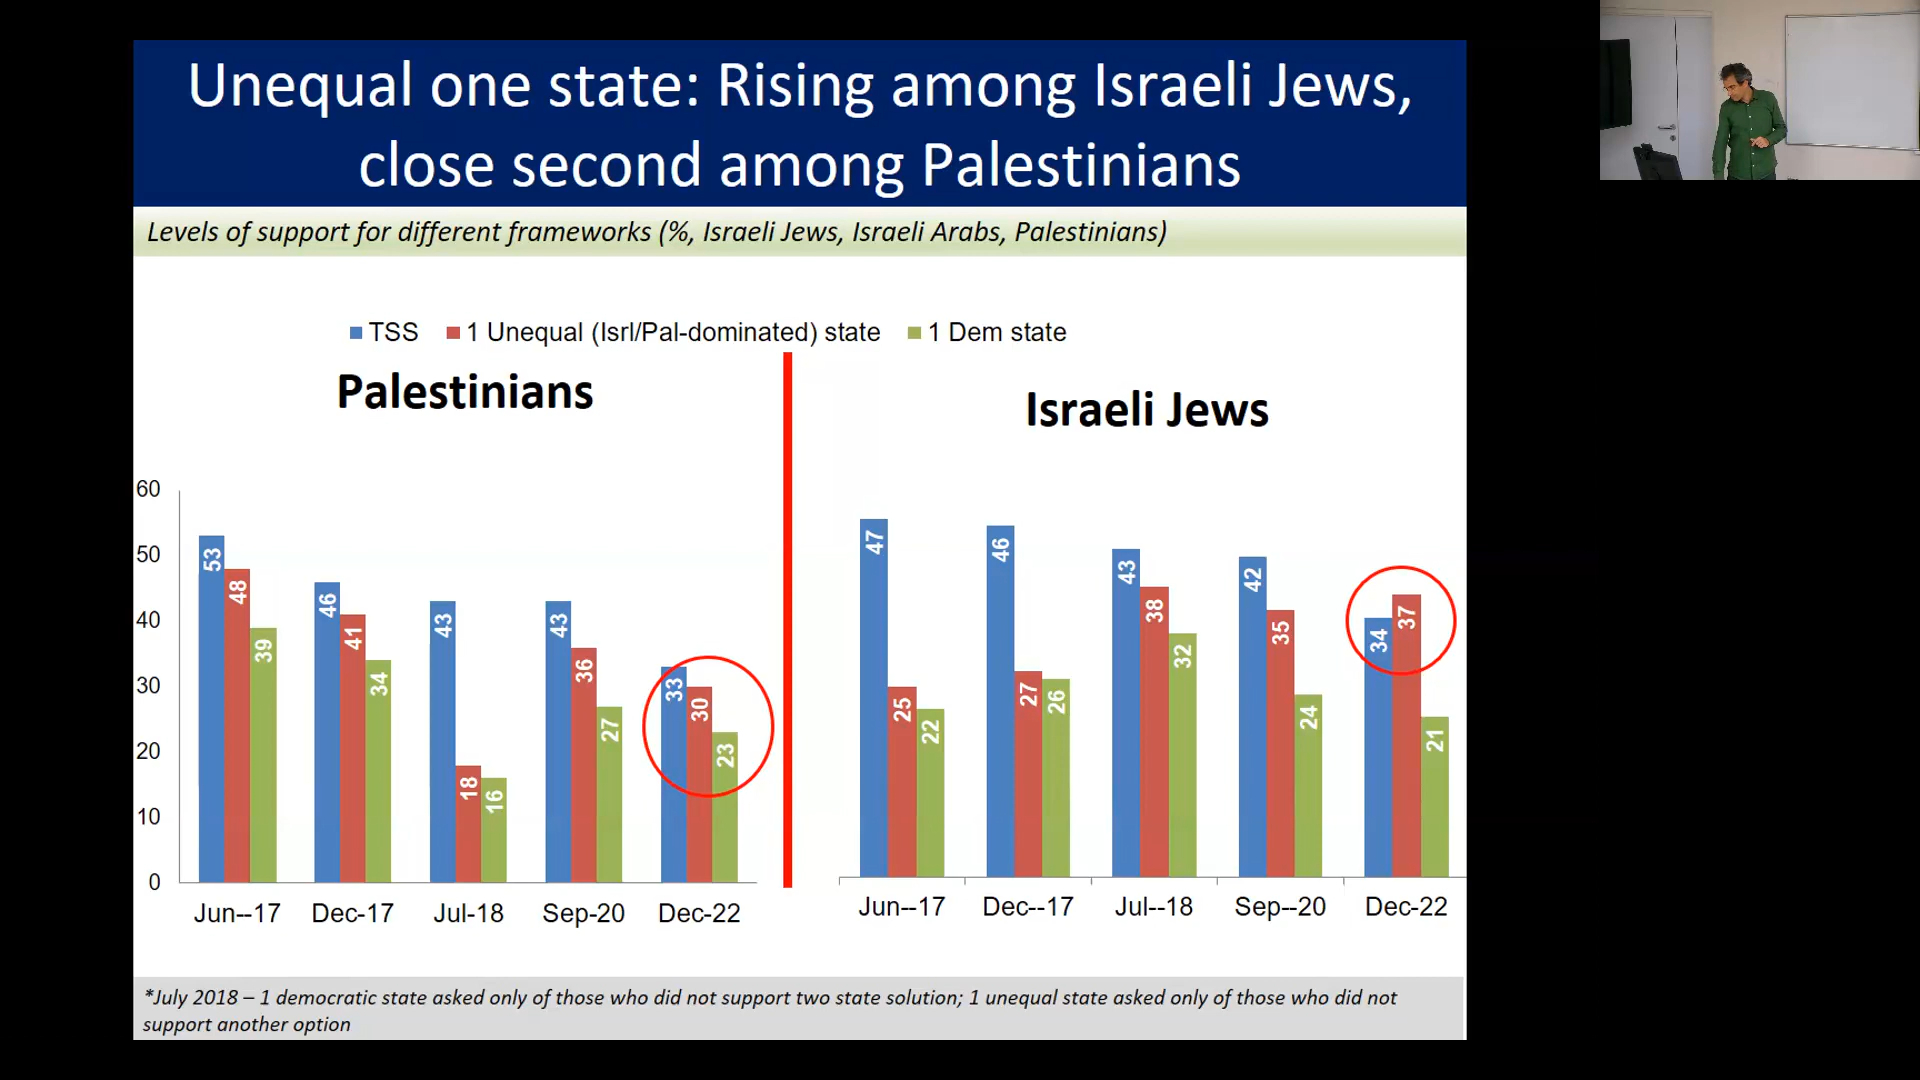 Unequal one state: Rising among Israeli Jews,
close second among Palestinians
Levels of support for different frameworks (%, Israeli Jews, Israeli Arabs, Palestinians)
TSS 1 Unequal (Isrl/Pal-dominated) state 1 Dem state
Palestinians
60
50
40
30
20
10
0
53 48 39
46 41 34
43 18 16
43 36 27
33 30 23
Jun--17 Dec-17 Jul-18 Sep-20 Dec-22
Israeli Jews
47 25 22
46 27 26
43 38 32
42 35 24
34 37 21
Jun--17 Dec--17 Jul--18 Sep--20 Dec-22
*July 2018 – 1 democratic state asked only of those who did not support two state solution; 1 unequal state asked only of those who did not
support another option